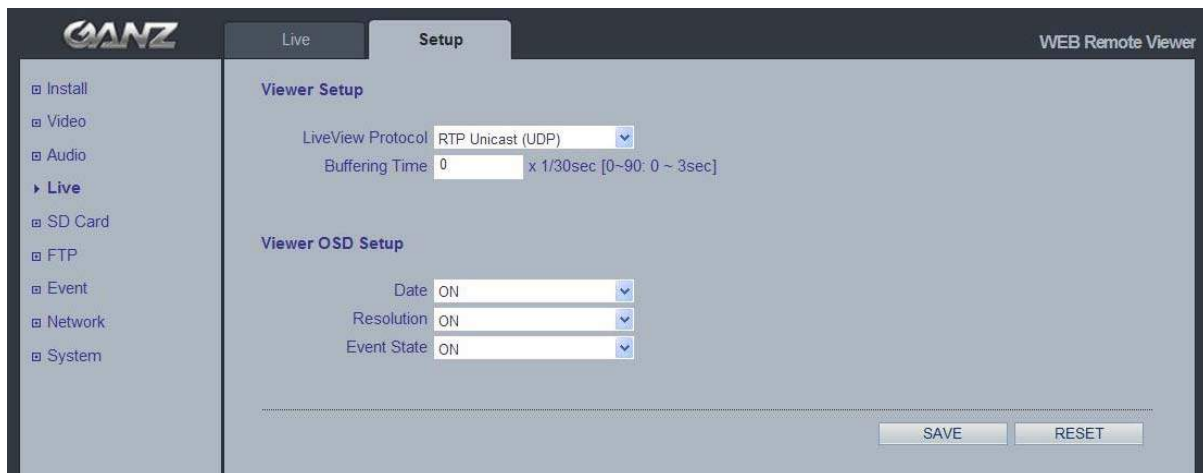 GANZ
Live
Setup
WEB Remote Viewer
Install
Video
Audio
Live
SD Card
FTP
Event
Network
System
Viewer Setup
LiveView Protocol RTP Unicast (UDP)
Buffering Time 0 x 1/30sec [0~90: 0 ~ 3sec]
Viewer OSD Setup
Date ON
Resolution ON
Event State ON
SAVE
RESET